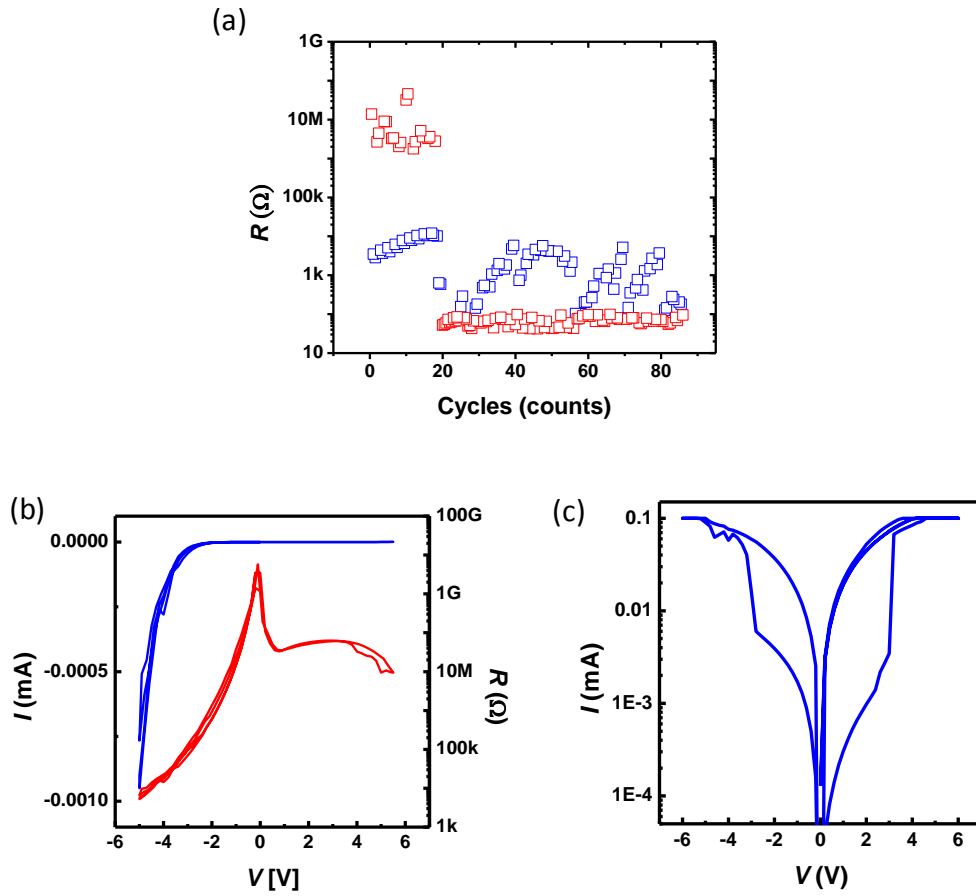 (a)
1G
10M
100k
1k
10
R (Ω)
0 20 40 60 80
Cycles (counts)
(b)
0.0000
-0.0005
-0.0010
I (mA)
100G
1G
10M
100k
1k
R (Ω)
-6 -4 -2 0 2 4 6
V [V]
(c)
0.1
0.01
1E-3
1E-4
I (mA)
-6 -4 -2 0 2 4 6
V (V)